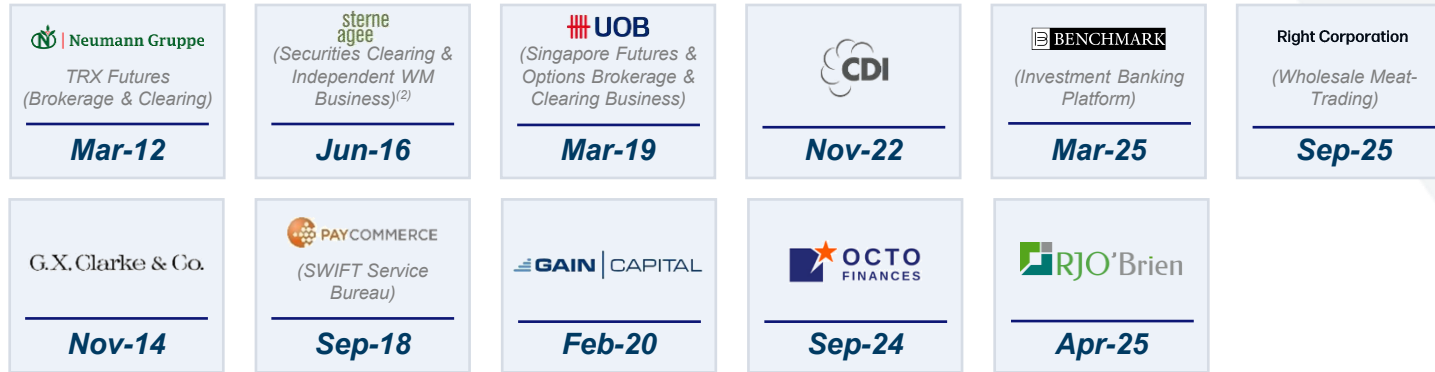 Neumann Gruppe
TRX Futures
(Brokerage & Clearing)
Mar-12
sterne
agee
(Securities Clearing &
Independent WM
Business)(2)
Jun-16
UOB
(Singapore Futures &
Options Brokerage &
Clearing Business)
Mar-19
CDI
Nov-22
BENCHMARK
(Investment Banking
Platform)
Mar-25
Right Corporation
(Wholesale Meat-
Trading)
Sep-25
G.X. Clarke & Co.
Nov-14
PAYCOMMERCE
(SWIFT Service
Bureau)
Sep-18
GAIN CAPITAL
Feb-20
OCTO
FINANCES
Sep-24
RJO'Brien
Apr-25